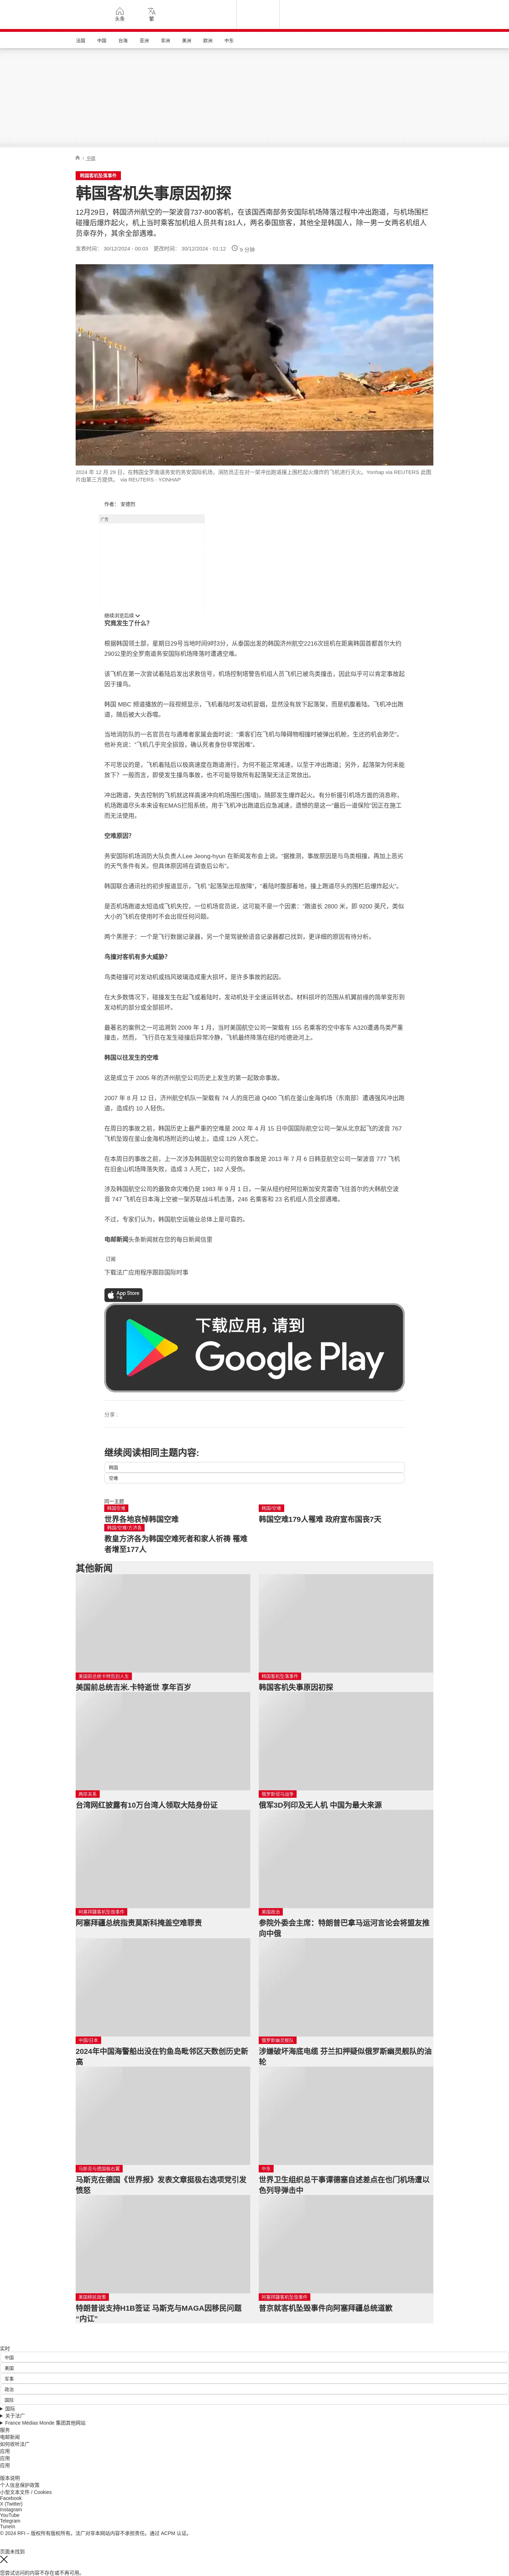 头条
繁
法国
中国
台海
亚洲
非洲
美洲
欧洲
中东
/ 中国
韩国客机坠落事件
韩国客机失事原因初探
12月29日，韩国济州航空的一架波音737-800客机，在该国西南部务安国际机场降落过程中冲出跑道，与机场围栏
碰撞后爆炸起火，机上当时乘客加机组人员共有181人，两名泰国旅客，其他全是韩国人，除一男一女两名机组人
员幸存外，其余全部遇难。
发表时间： 30/12/2024 - 00:03 更改时间： 30/12/2024 - 01:12 9 分钟
2024 年 12 月 29 日，在韩国全罗南道务安的务安国际机场，消防员正在对一架冲出跑道撞上围栏起火爆炸的飞机进行灭火。Yonhap via REUTERS 此图
片由第三方提供。 via REUTERS - YONHAP
作者： 安德烈
广告
继续浏览后续
究竟发生了什么？
根据韩国领土部，星期日29号当地时间9时3分，从泰国出发的韩国济州航空2216次班机在距离韩国首都首尔大约
290公里的全罗南道务安国际机场降落时遭遇空难。
该飞机在第一次尝试着陆后发出求救信号，机场控制塔警告机组人员飞机已被鸟类撞击，因此似乎可以肯定事故起
因于撞鸟。
韩国 MBC 频道播放的一段视频显示，飞机着陆时发动机冒烟，显然没有放下起落架，而是机腹着陆。飞机冲出跑
道，随后被大火吞噬。
当地消防队的一名官员在与遇难者家属会面时说：“乘客们在飞机与障碍物相撞时被弹出机舱，生还的机会渺茫”。
他补充说：“飞机几乎完全损毁，确认死者身份非常困难”。
不可思议的是，飞机着陆后以极高速度在跑道滑行，为何不能正常减速，以至于冲出跑道；另外，起落架为何未能
放下？一般而言，即使发生撞鸟事故，也不可能导致所有起落架无法正常放出。
冲出跑道，失去控制的飞机就这样高速冲向机场围栏(围墙)，随即发生爆炸起火。有分析援引机场方面的消息称，
机场跑道尽头本来设有EMAS拦阻系统，用于飞机冲出跑道后应急减速，遗憾的是这一“最后一道保险”因正在施工
而无法使用。
空难原因？
务安国际机场消防大队负责人Lee Jeong-hyun 在新闻发布会上说，“据推测，事故原因是与鸟类相撞，再加上恶劣
的天气条件有关。但具体原因将在调查后公布”。
韩国联合通讯社的初步报道显示，飞机 “起落架出现故障”，“着陆时腹部着地，撞上跑道尽头的围栏后爆炸起火”。
是否机场跑道太短造成飞机失控，一位机场官员说，这可能不是一个因素：“跑道长 2800 米，即 9200 英尺，类似
大小的飞机在使用时不会出现任何问题。
两个黑匣子：一个是飞行数据记录器，另一个是驾驶舱语音记录器都已找到，更详细的原因有待分析。
鸟撞对客机有多大威胁？
鸟类碰撞可对发动机或挡风玻璃造成重大损坏，是许多事故的起因。
在大多数情况下，碰撞发生在起飞或着陆时，发动机处于全速运转状态。材料损坏的范围从机翼前缘的简单变形到
发动机的部分或全部损坏。
最著名的案例之一可追溯到 2009 年 1 月，当时美国航空公司一架载有 155 名乘客的空中客车 A320遭遇鸟类严重
撞击，然而， 飞行员在发生碰撞后异常冷静，飞机最终降落在纽约哈德逊河上。
韩国以往发生的空难
这是成立于 2005 年的济州航空公司历史上发生的第一起致命事故。
2007 年 8 月 12 日，济州航空机队一架载有 74 人的庞巴迪 Q400 飞机在釜山金海机场（东南部）遭遇强风冲出跑
道，造成约 10 人轻伤。
在周日的事故之前，韩国历史上最严重的空难是 2002 年 4 月 15 日中国国际航空公司一架从北京起飞的波音 767
飞机坠毁在釜山金海机场附近的山坡上，造成 129 人死亡。
在本周日的事故之前，上一次涉及韩国航空公司的致命事故是 2013 年 7 月 6 日韩亚航空公司一架波音 777 飞机
在旧金山机场降落失败，造成 3 人死亡，182 人受伤。
涉及韩国航空公司的最致命灾难仍是 1983 年 9 月 1 日，一架从纽约经阿拉斯加安克雷奇飞往首尔的大韩航空波
音 747 飞机在日本海上空被一架苏联战斗机击落，246 名乘客和 23 名机组人员全部遇难。
不过，专家们认为，韩国航空运输业总体上是可靠的。
电邮新闻头条新闻就在您的每日新闻信里
订阅
下载法广应用程序跟踪国际时事
App Store
下载
下载应用，请到
Google Play
分享 :
继续阅读相同主题内容:
韩国
空难
同一主题
韩国空难
世界各地哀悼韩国空难
韩国/空难
韩国空难179人罹难 政府宣布国丧7天
韩国/空难/方济各
教皇方济各为韩国空难死者和家人祈祷 罹难
者增至177人
其他新闻
美国前总统卡特告别人生
美国前总统吉米.卡特逝世 享年百岁
韩国客机坠落事件
韩国客机失事原因初探
两岸关系
台湾网红披露有10万台湾人领取大陆身份证
俄罗斯侵乌战争
俄军3D列印及无人机 中国为最大来源
阿塞拜疆客机坠毁事件
阿塞拜疆总统指责莫斯科掩盖空难罪责
美国政治
参院外委会主席：特朗普巴拿马运河言论会将盟友推
向中俄
中国/日本
2024年中国海警船出没在钓鱼岛毗邻区天数创历史新
高
俄罗斯幽灵舰队
涉嫌破坏海底电缆 芬兰扣押疑似俄罗斯幽灵舰队的油
轮
马斯克与德国极右翼
马斯克在德国《世界报》发表文章挺极右选项党引发
愤怒
中东
世界卫生组织总干事谭德塞自述差点在也门机场遭以
色列导弹击中
美国移民政策
特朗普说支持H1B签证 马斯克与MAGA因移民问题
“内讧”
阿塞拜疆客机坠毁事件
普京就客机坠毁事件向阿塞拜疆总统道歉
实时
中国
美国
军事
政治
国际
国际
关于法广
France Médias Monde 集团其他网站
服务
电邮新闻
如何收听法广
应用
应用
应用
版本说明
个人信息保护政策
小型文本文件 / Cookies
Facebook
X (Twitter)
Instagram
YouTube
Telegram
TuneIn
© 2024 RFI – 版权所有版权所有。法广对非本网站内容不承担责任。通过 ACPM 认证。
页面未找到
您尝试访问的内容不存在或不再可用。